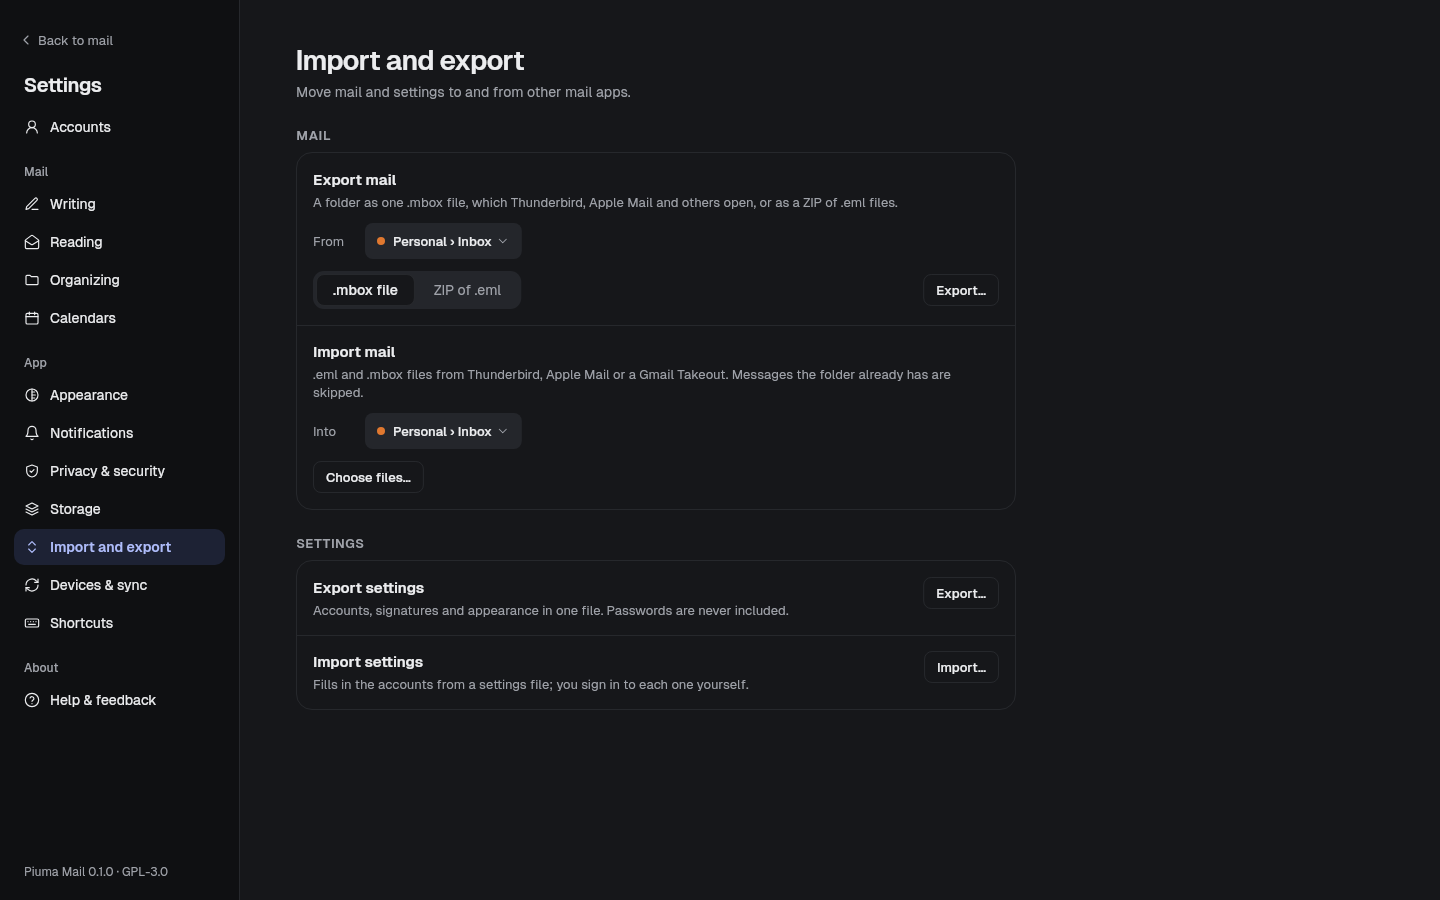 Back to mail
Settings
Accounts
Mail
Writing
Reading
Organizing
Calendars
App
Appearance
Notifications
Privacy & security
Storage
Import and export
Devices & sync
Shortcuts
About
Help & feedback
Piuma Mail 0.1.0 · GPL-3.0
Import and export
Move mail and settings to and from other mail apps.
MAIL
Export mail
A folder as one .mbox file, which Thunderbird, Apple Mail and others open, or as a ZIP of .eml files.
From Personal › Inbox
.mbox file ZIP of .eml Export...
Import mail
.eml and .mbox files from Thunderbird, Apple Mail or a Gmail Takeout. Messages the folder already has are
skipped.
Into Personal › Inbox
Choose files...
SETTINGS
Export settings Export...
Accounts, signatures and appearance in one file. Passwords are never included.
Import settings Import...
Fills in the accounts from a settings file; you sign in to each one yourself.